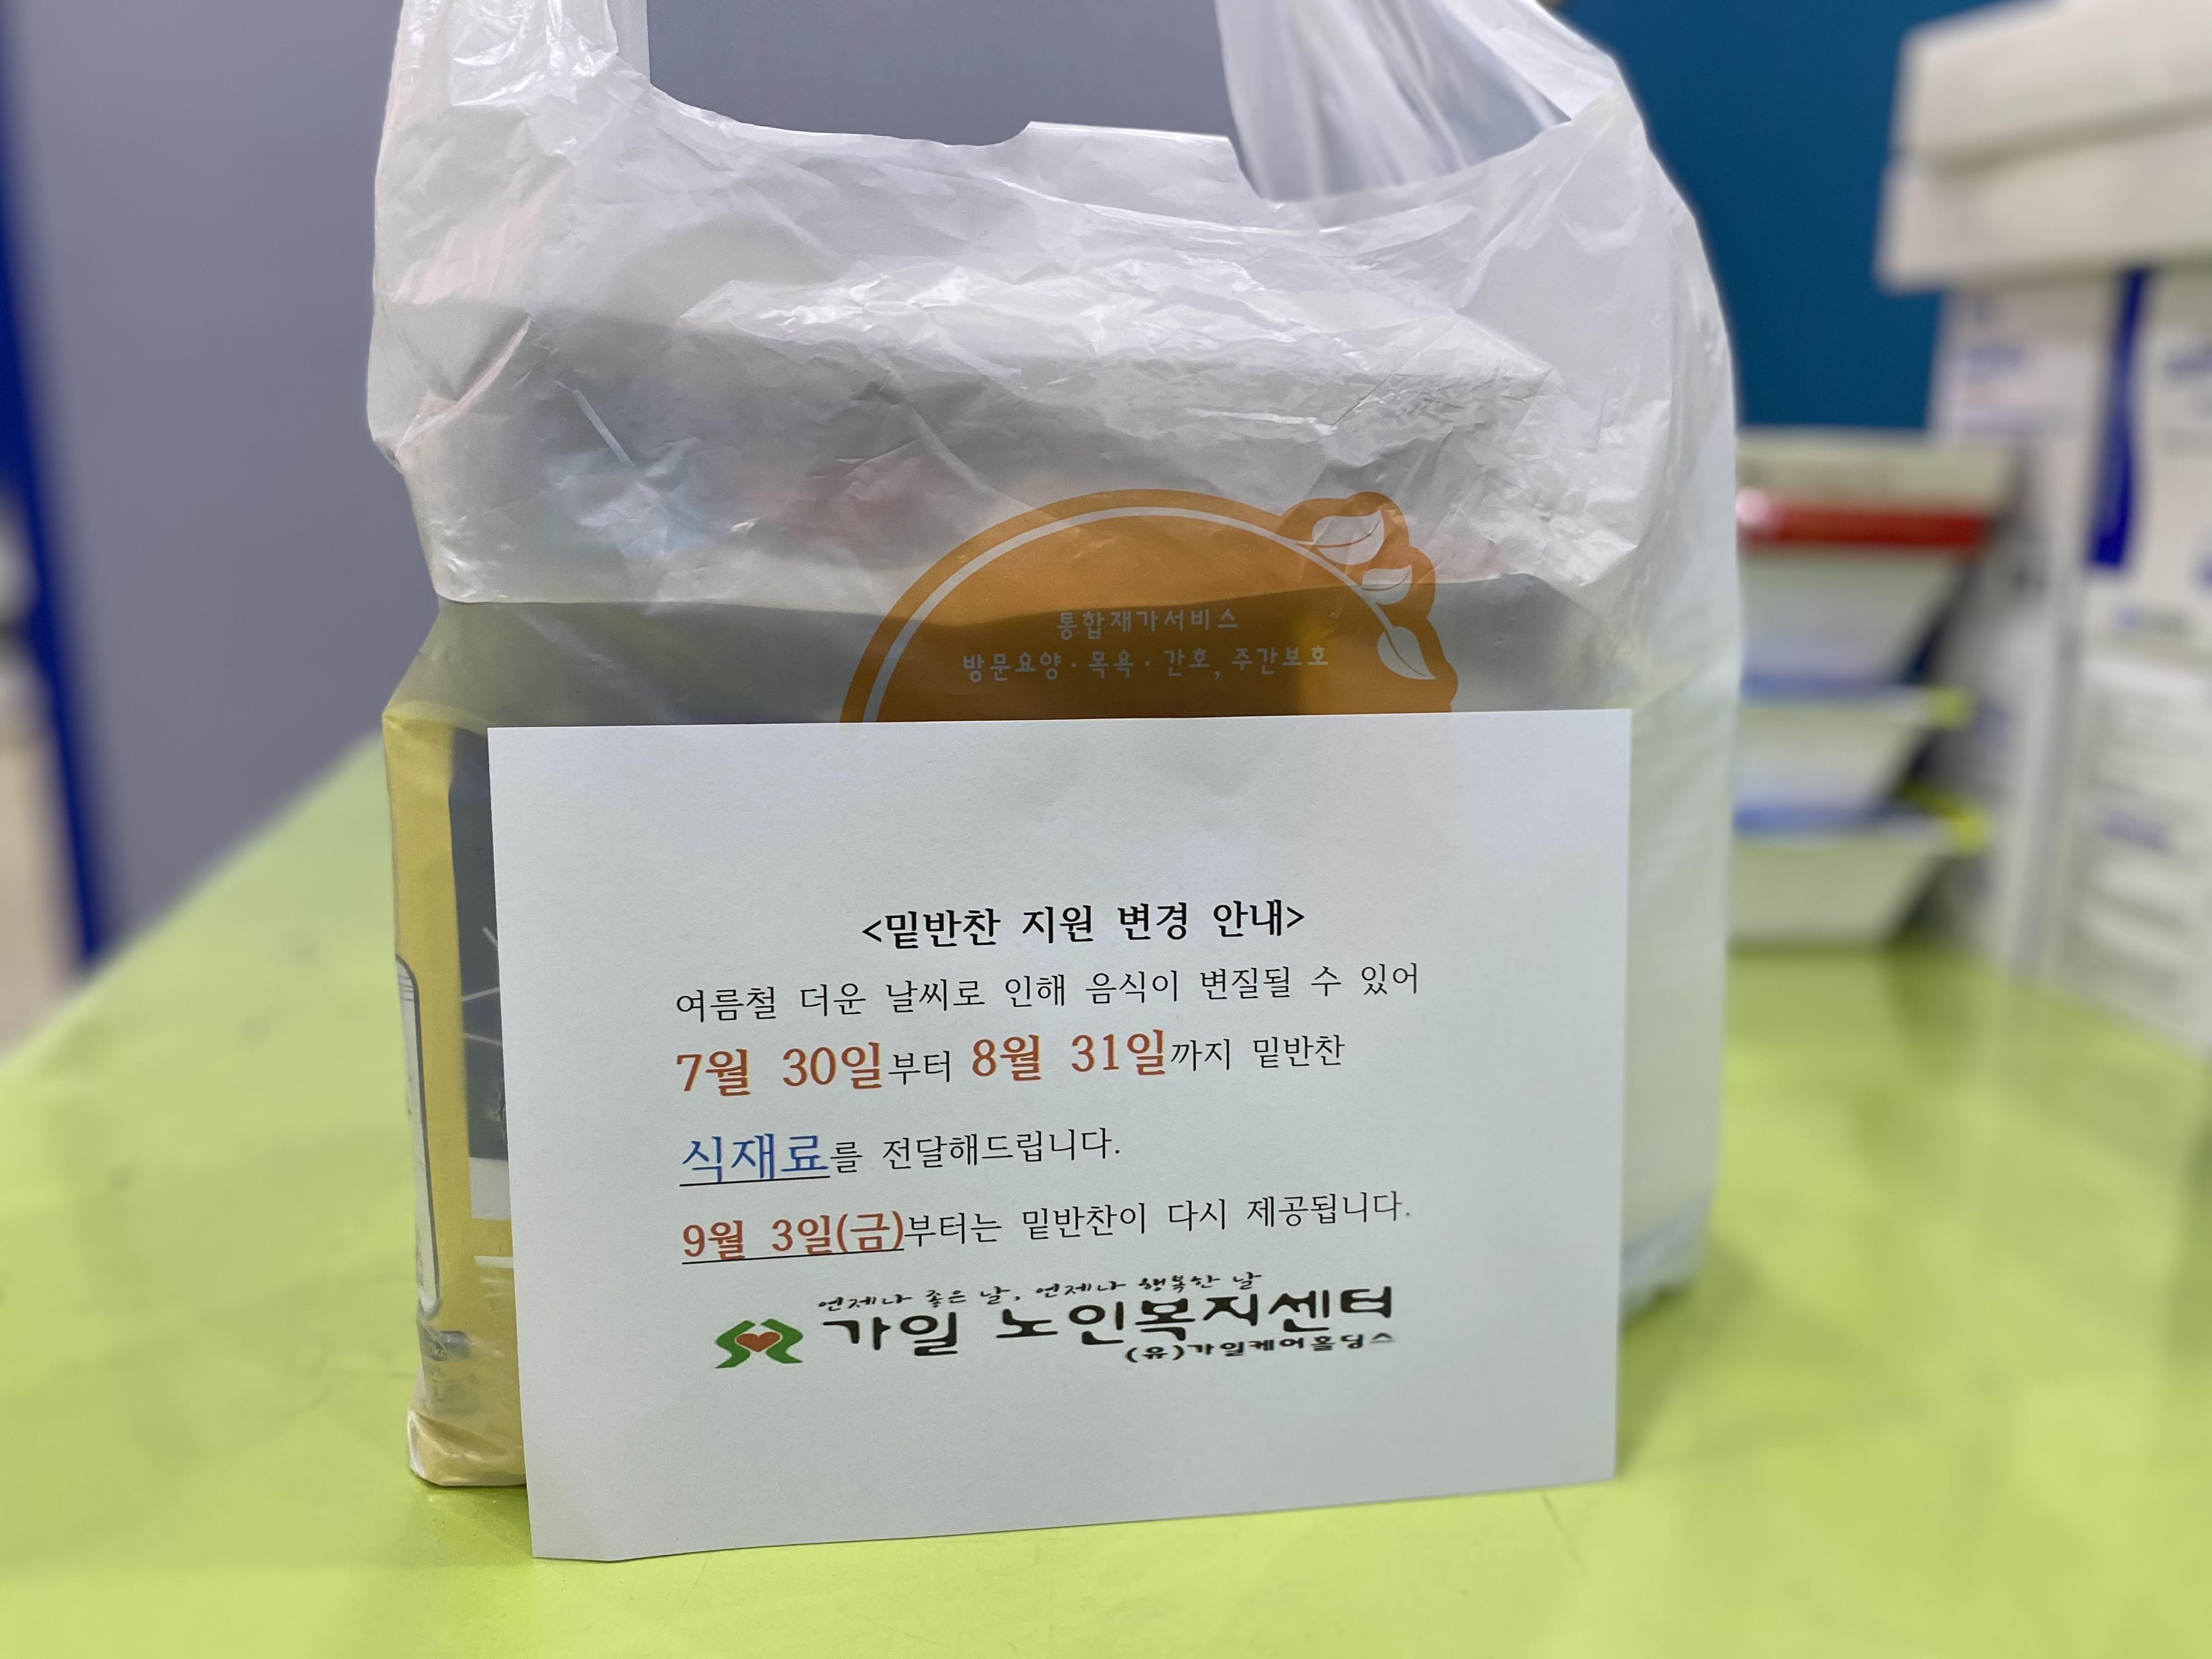 통합재가서비스
방문요양·목욕·간호, 주간보호
<밑반찬 지원 변경 안내>
여름철 더운 날씨로 인해 음식이 변질될 수 있어
7월 30일부터 8월 31일까지 밑반찬
식재료를 전달해드립니다.
9월 3일(금)부터는 밑반찬이 다시 제공됩니다.
언제나 좋은 날, 언제나 행복한 날
가일 노인복지센터
(유)가일케어홀딩스